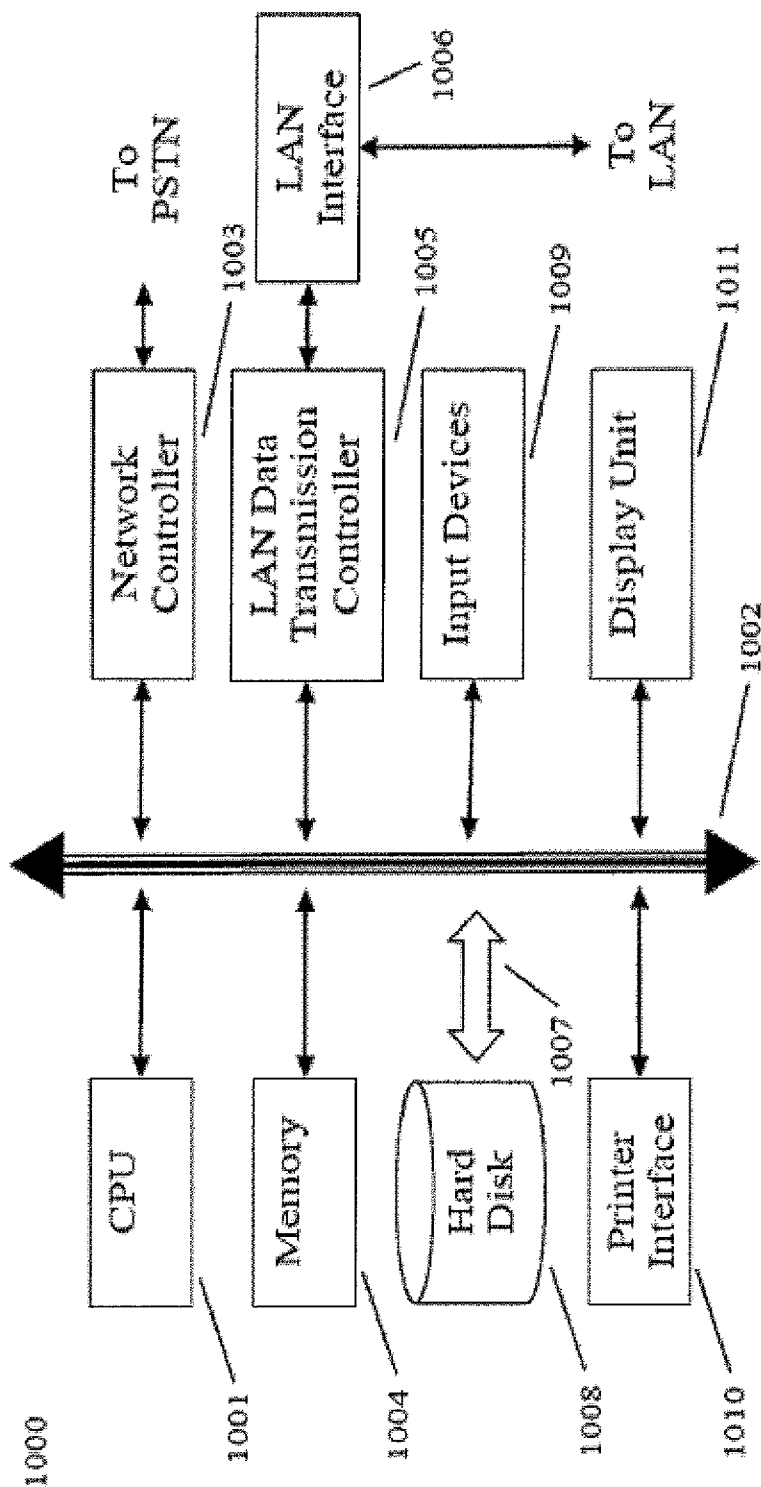 1000
CPU
1001
Memory
1004
Hard
Disk
1008
1007
Printer
Interface
1010
Network
Controller
1003
To
PSTN
LAN Data
Transmission
Controller
1005
LAN
Interface
1006
To
LAN
Input Devices
1009
Display Unit
1011
1002